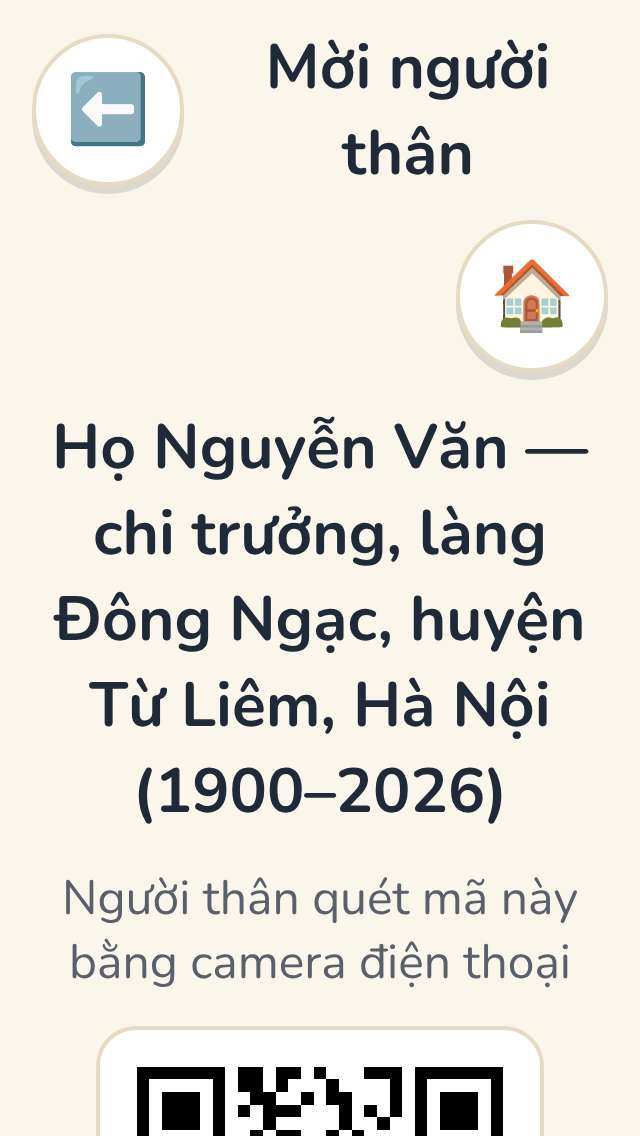 Mời người
thân
Họ Nguyễn Văn —
chi trưởng, làng
Đông Ngạc, huyện
Từ Liêm, Hà Nội
(1900–2026)
Người thân quét mã này
bằng camera điện thoại